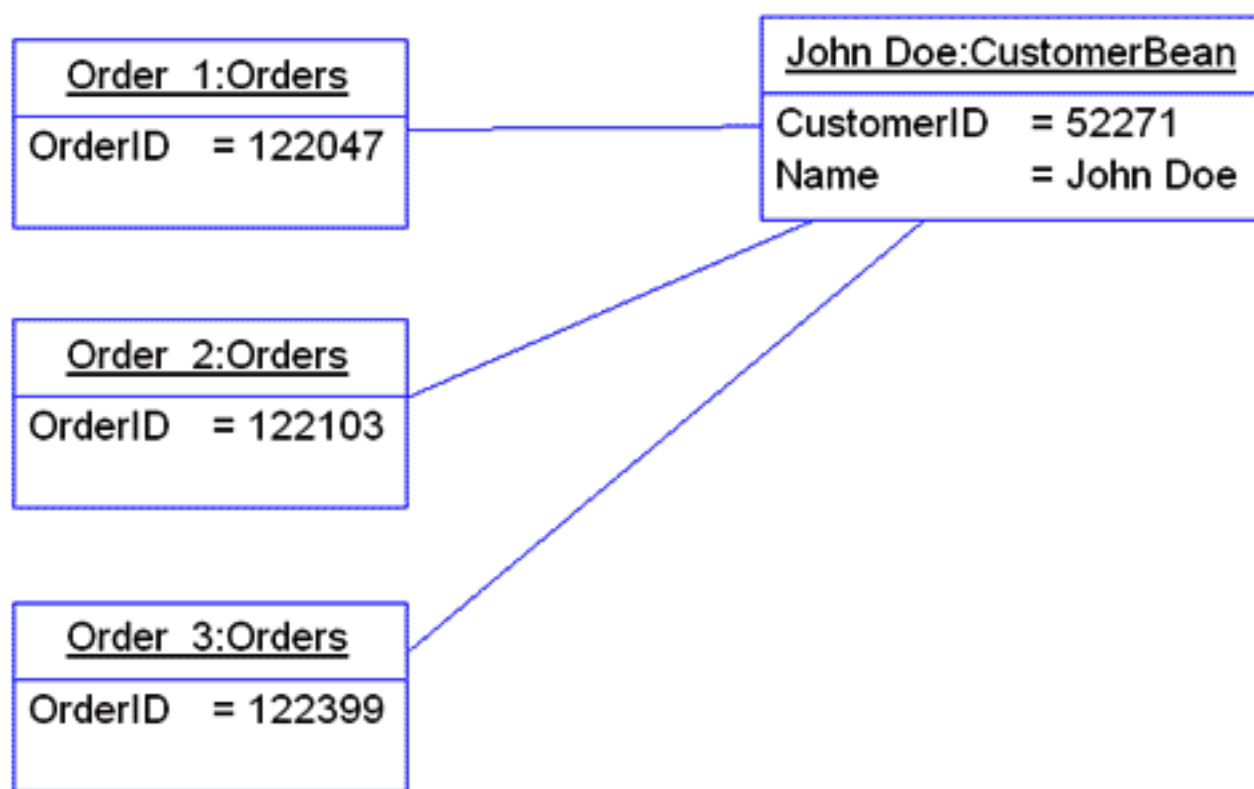 Order_1:Orders
OrderID = 122047
John Doe:CustomerBean
CustomerID = 52271
Name = John Doe
Order_2:Orders
OrderID = 122103
Order_3:Orders
OrderID = 122399